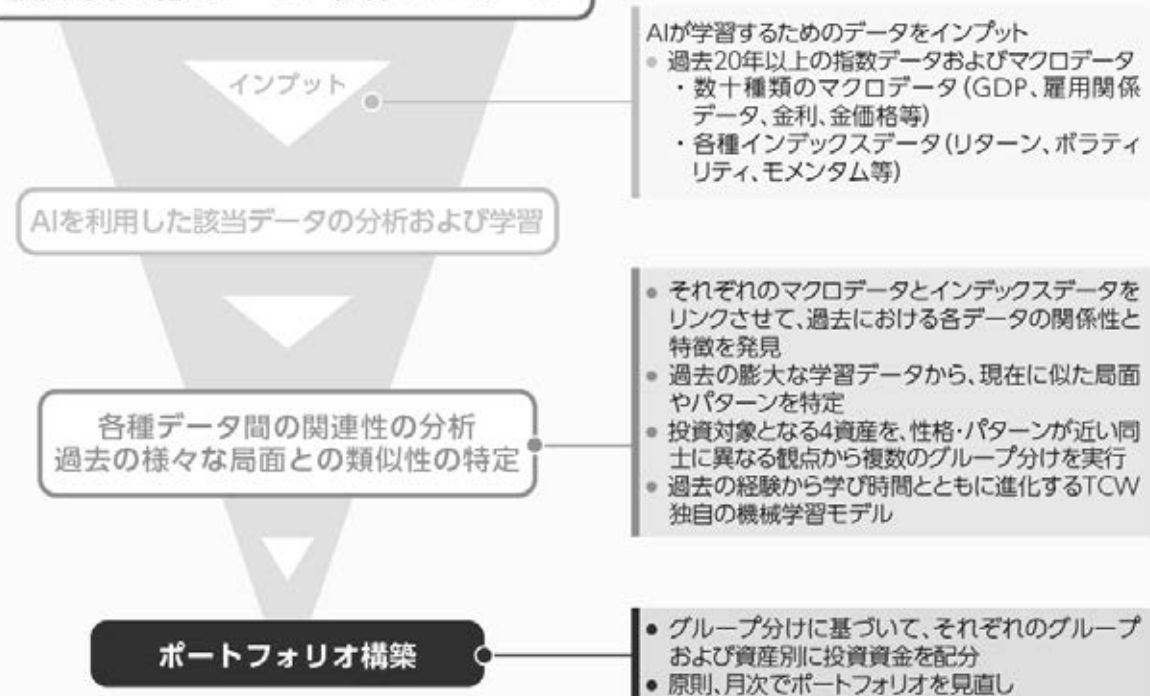 インプット
AIが学習するためのデータをインプット
● 過去20年以上の指数データおよびマクロデータ
・数十種類のマクロデータ(GDP、雇用関係
データ、金利、金価格等)
・各種インデックスデータ(リターン、ボラティ
リティ、モメンタム等)
AIを利用した該当データの分析および学習
● それぞれのマクロデータとインデックスデータを
リンクさせて、過去における各データの関係性と
特徴を発見
● 過去の膨大な学習データから、現在に似た局面
やパターンを特定
● 投資対象となる4資産を、性格・パターンが近い同
士に異なる観点から複数のグループ分けを実行
● 過去の経験から学び時間とともに進化するTCW
独自の機械学習モデル
各種データ間の関連性の分析
過去の様々な局面との類似性の特定
ポートフォリオ構築
● グループ分けに基づいて、それぞれのグループ
および資産別に投資資金を配分
● 原則、月次でポートフォリオを見直し